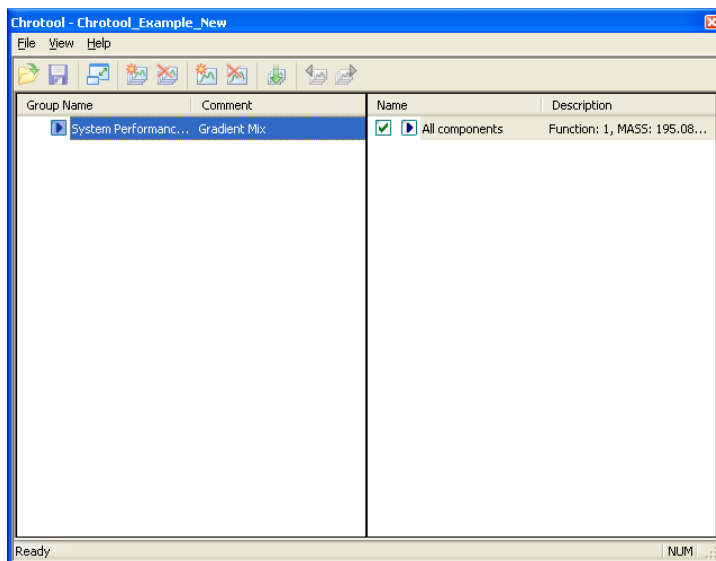 Chrotool - Chrotool_Example_New
File View Help
Group Name Comment Name Description
System Performanc... Gradient Mix All components Function: 1, MASS: 195.08...
Ready NUM